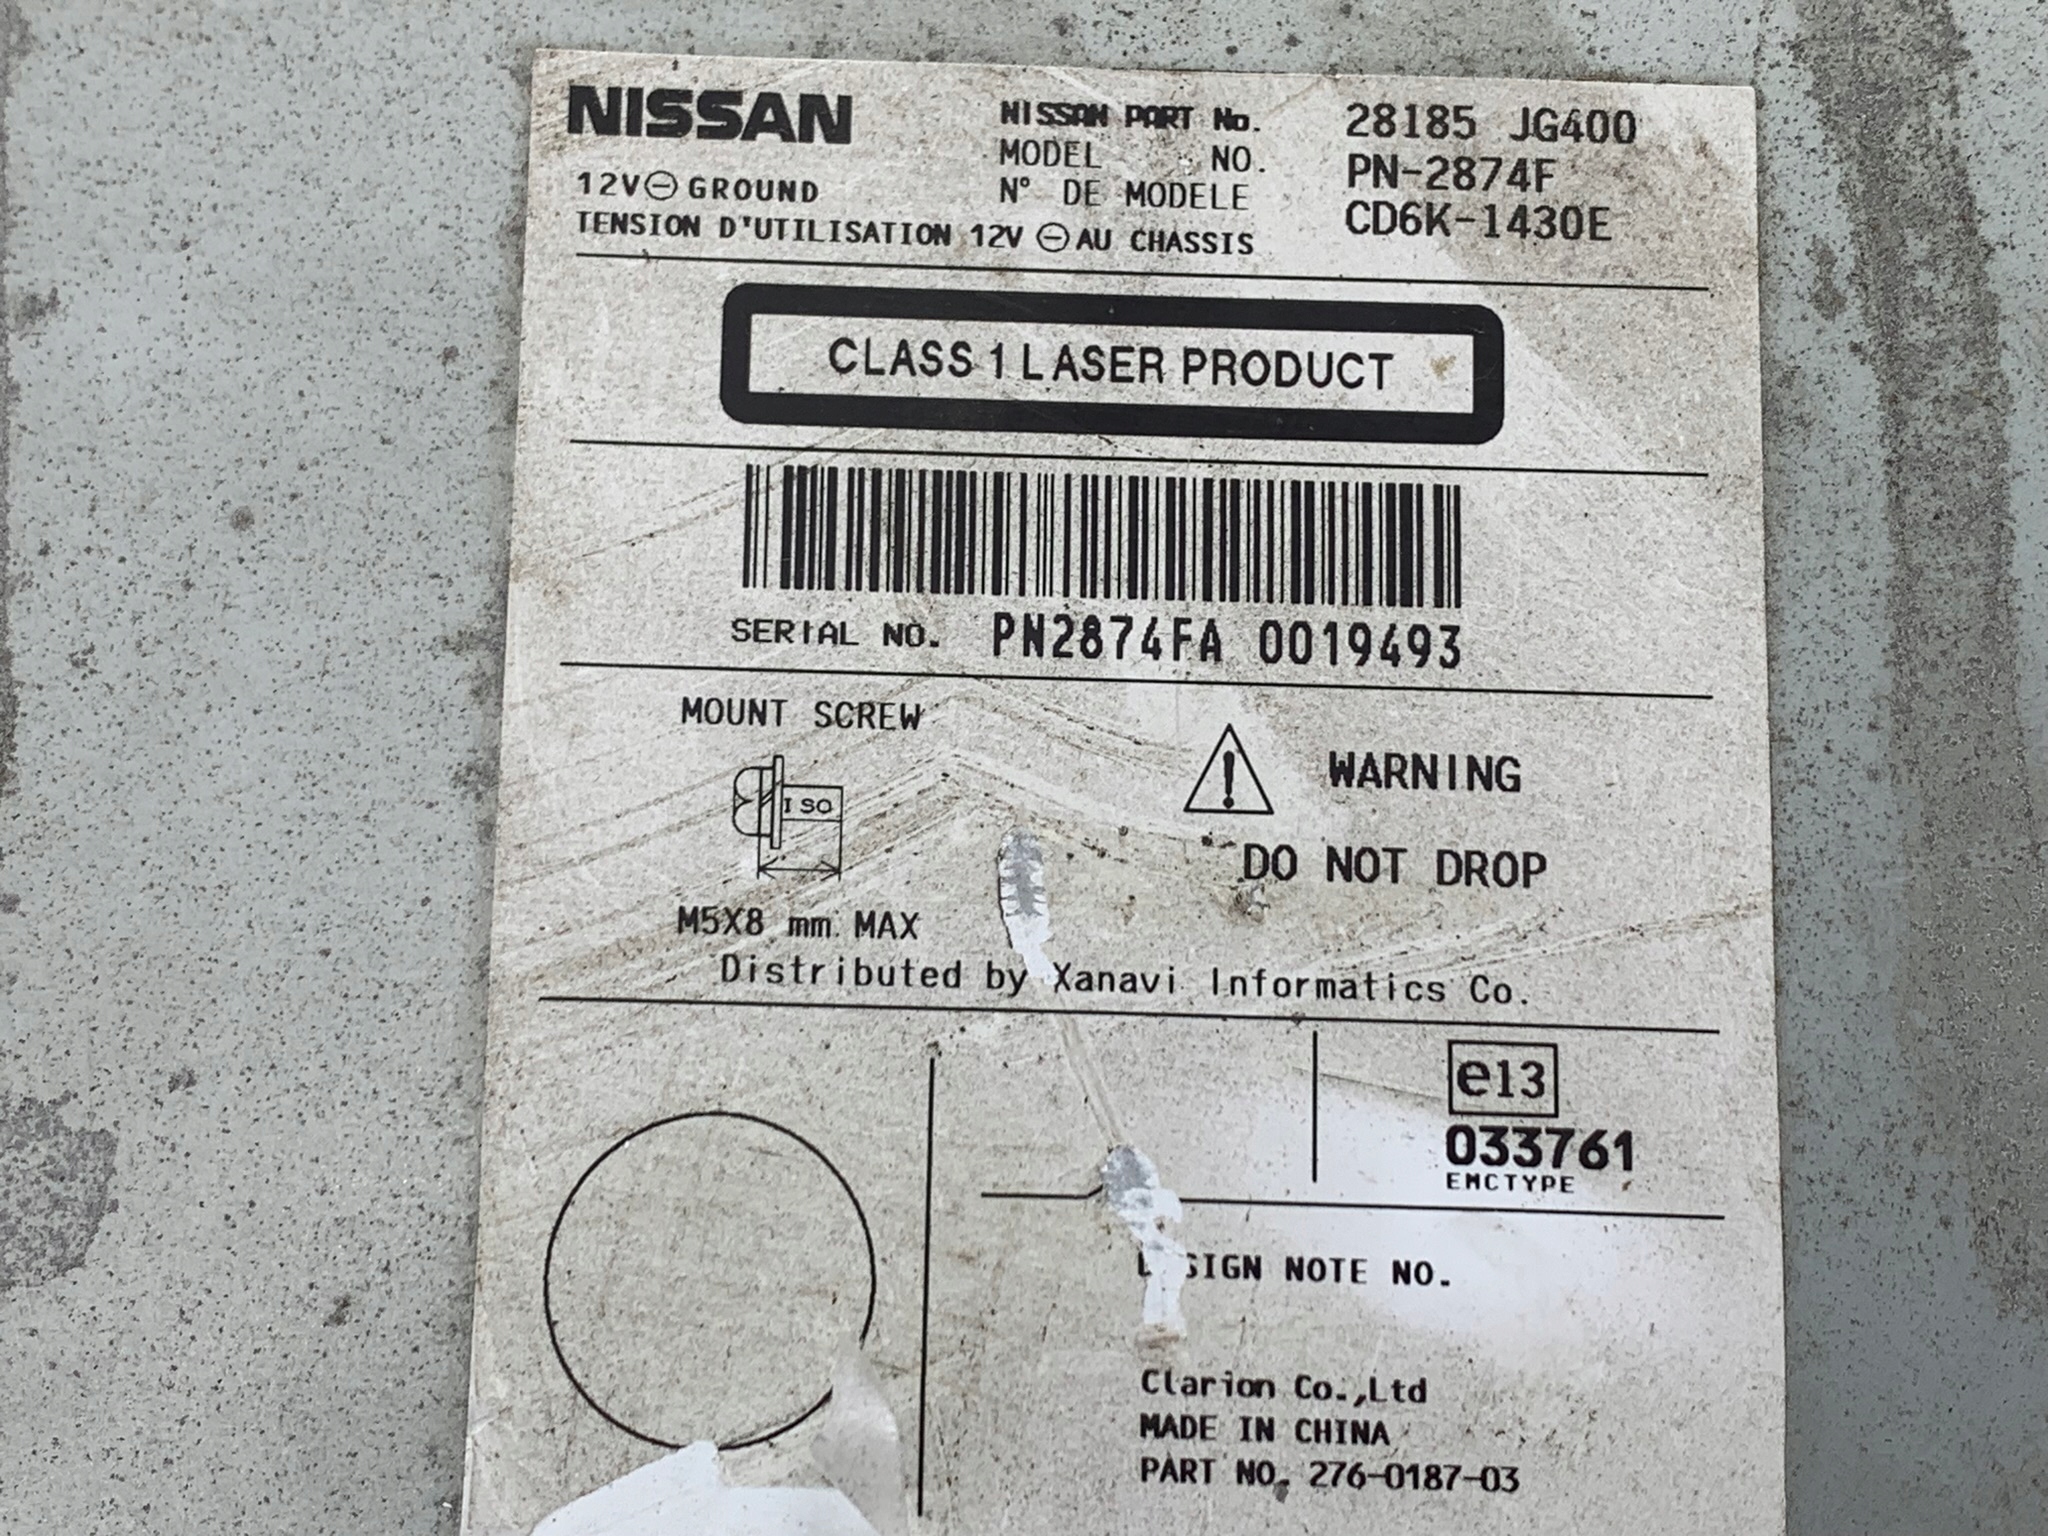 NISSAN
NISSAN PART No. 28185 JG400
MODEL NO. PN-2874F
N° DE MODELE CD6K-1430E
12V⊖GROUND
TENSION D'UTILISATION 12V ⊖AU CHASSIS
CLASS 1 LASER PRODUCT
SERIAL NO. PN2874FA 0019493
MOUNT SCREW
ISO
M5X8 mm MAX
WARNING
DO NOT DROP
Distributed by Xanavi Informatics Co.
e13
033761
EMCTYPE
NOTE NO.
Clarion Co.,Ltd
MADE IN CHINA
PART NO. 276-0187-03